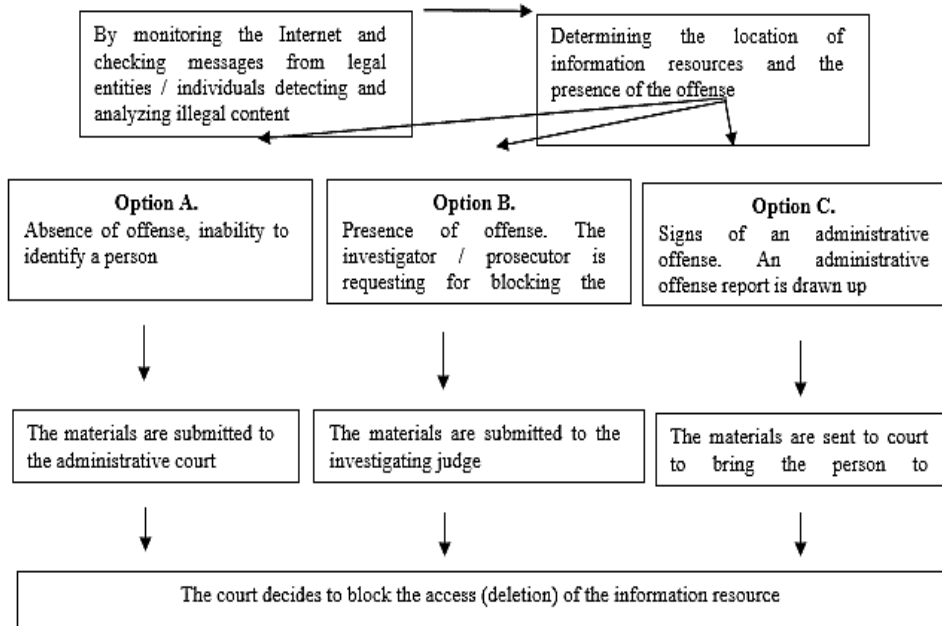 By monitoring the Internet and
checking messages from legal
entities / individuals detecting and
analyzing illegal content
Determining the location of
information resources and the
presence of the offense
Option A.
Absence of offense, inability to
identify a person
Option B.
Presence of offense. The
investigator / prosecutor is
requesting for blocking the
Option C.
Signs of an administrative
offense. An administrative
offense report is drawn up
The materials are submitted to
the administrative court
The materials are submitted to the
investigating judge
The materials are sent to court
to bring the person to
The court decides to block the access (deletion) of the information resource